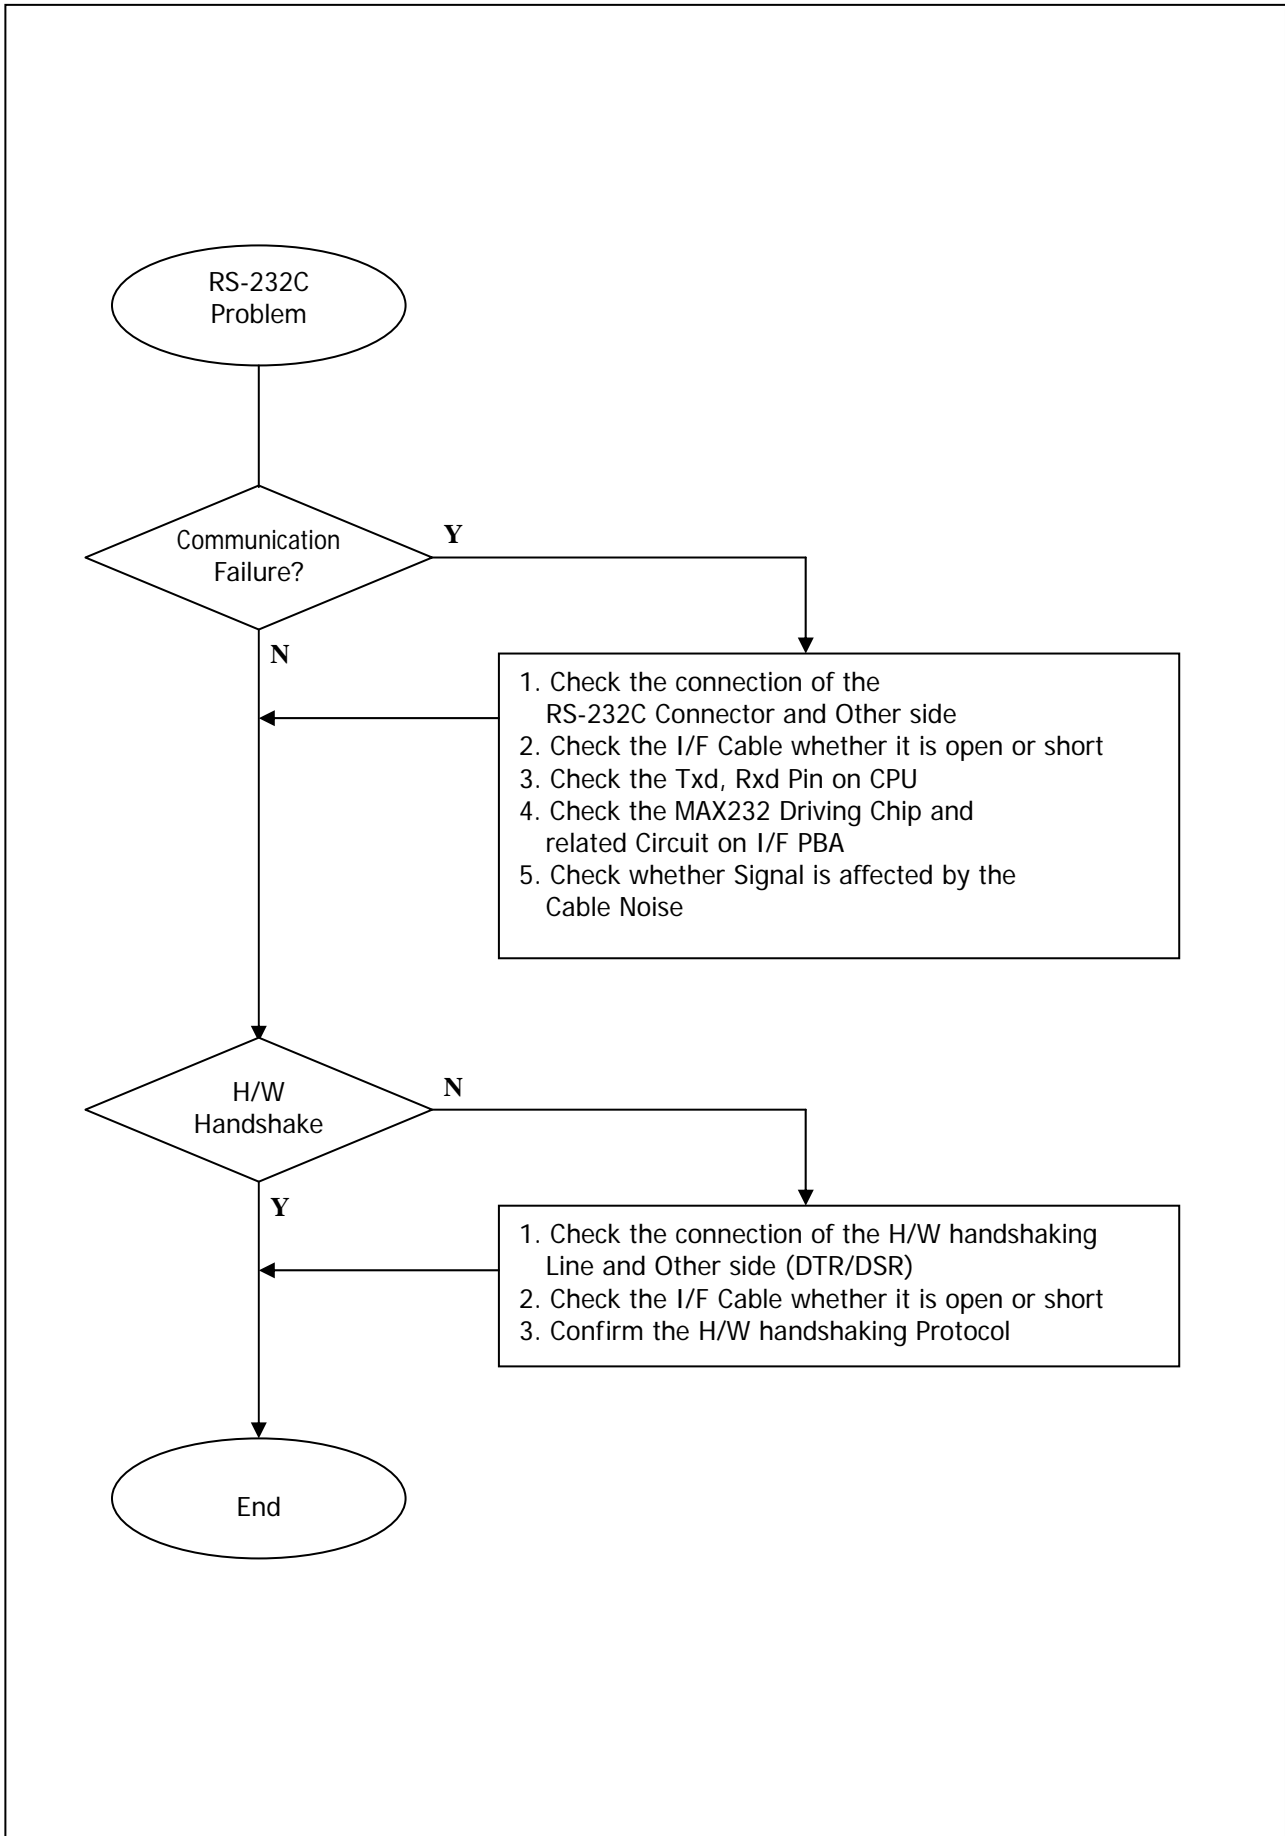 RS-232C
Problem
Communication
Failure?
Y
N
1. Check the connection of the
RS-232C Connector and Other side
2. Check the I/F Cable whether it is open or short
3. Check the Txd, Rxd Pin on CPU
4. Check the MAX232 Driving Chip and
related Circuit on I/F PBA
5. Check whether Signal is affected by the
Cable Noise
H/W
Handshake
N
Y
1. Check the connection of the H/W handshaking
Line and Other side (DTR/DSR)
2. Check the I/F Cable whether it is open or short
3. Confirm the H/W handshaking Protocol
End